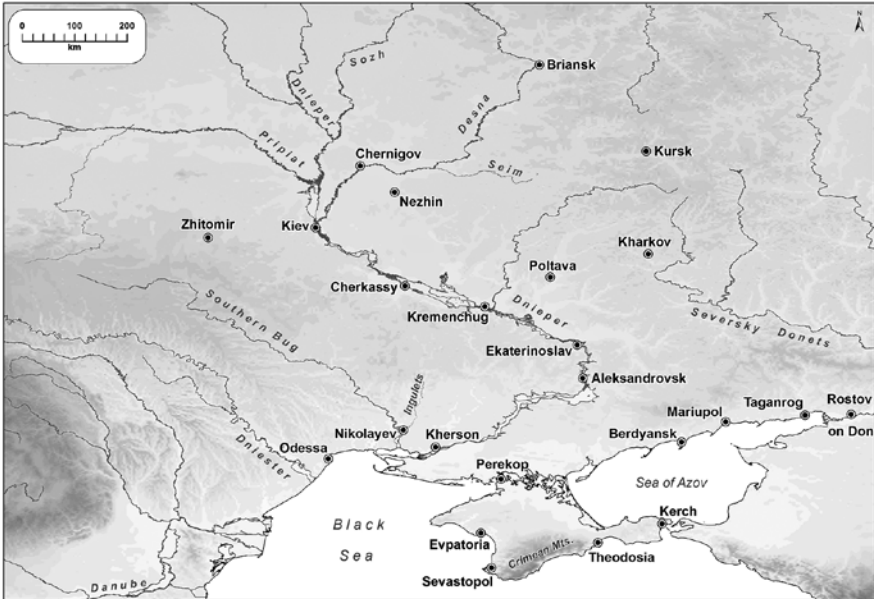 0 100 200
km
N
Sozh
Dnieper
Briansk
Desna
Pripiat
Chernigov
Seim
Kursk
Nezhin
Zhitomir
Kiev
Kharkov
Poltava
Cherkassy
Southern Bug
Kremenchug
Dnieper
Seversky Donets
Ekaterinoslav
Aleksandrovsk
Ingulets
Mariupol
Taganrog
Rostov
on Don
Nikolayev
Kherson
Berdyansk
Odessa
Dniester
Perekop
Sea of Azov
Black
Sea
Kerch
Evpatoria
Crimean Mts.
Theodosia
Sevastopol
Danube